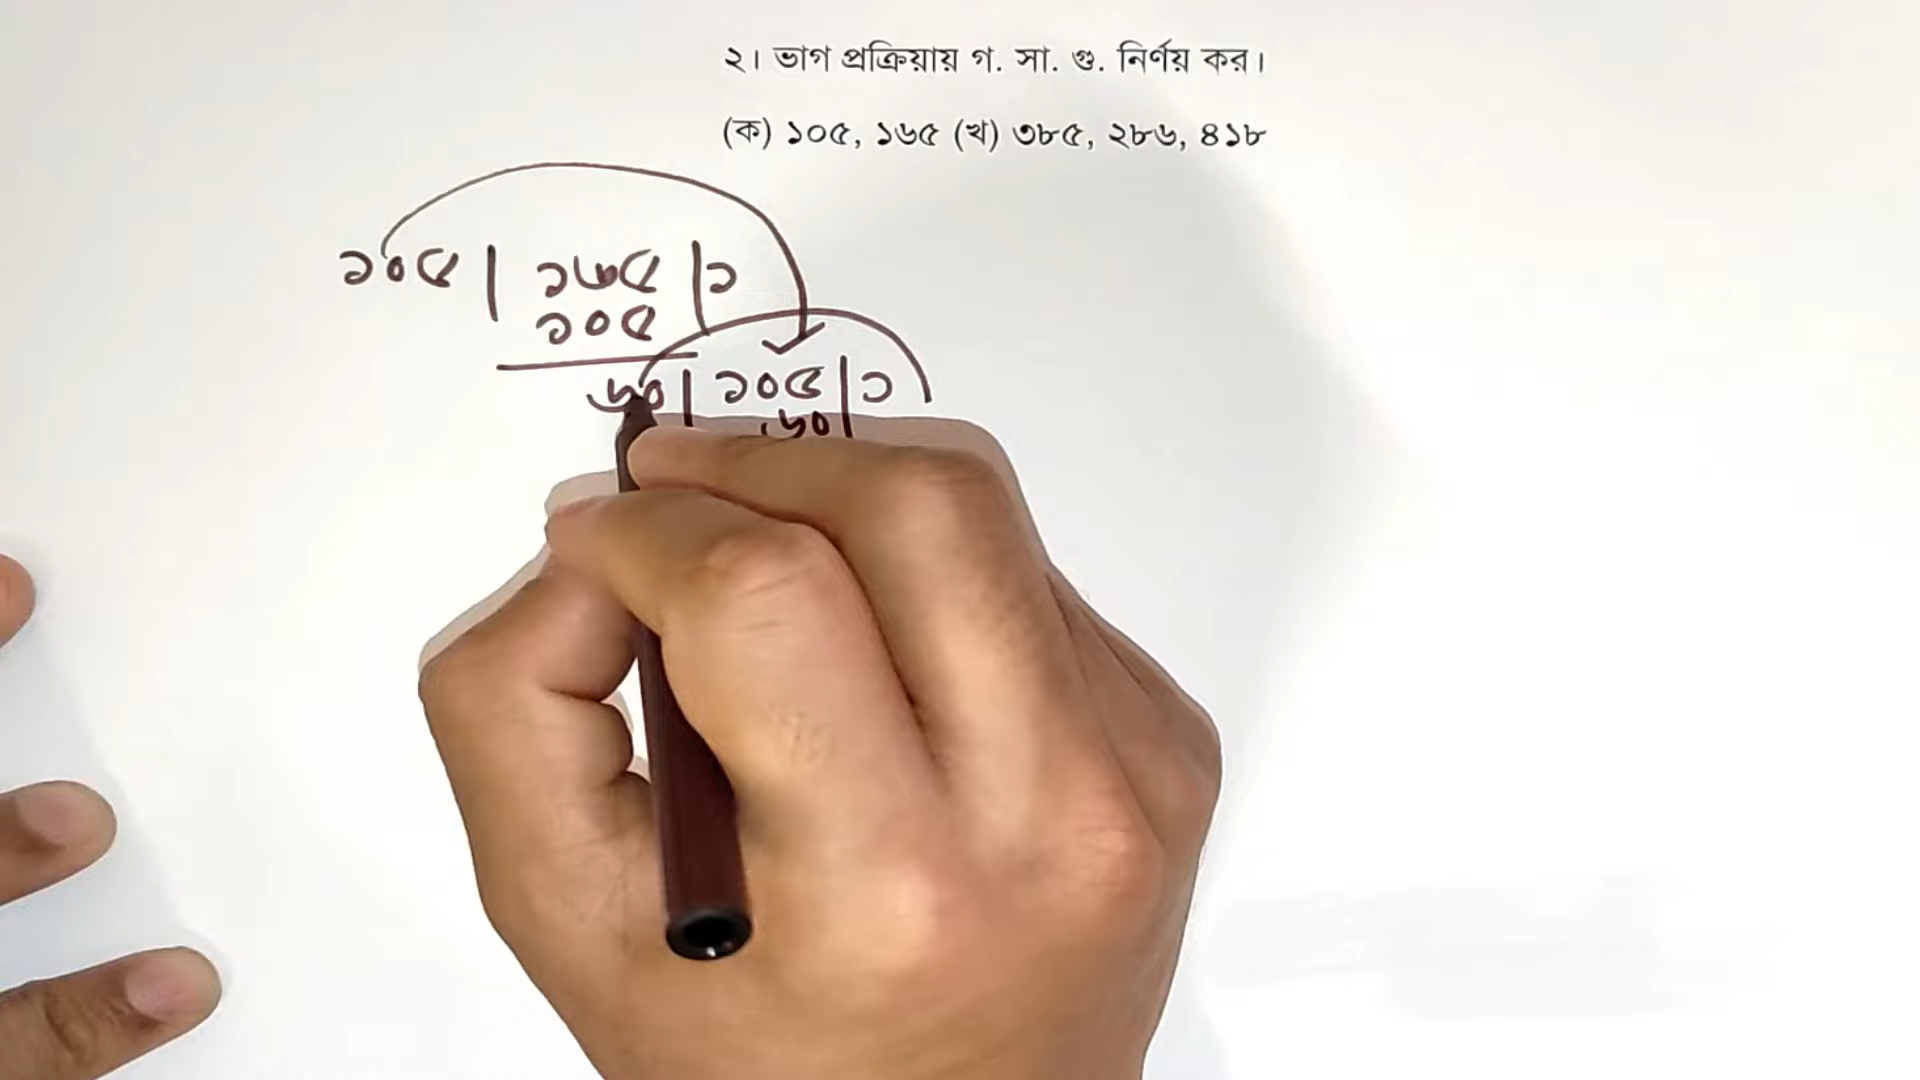 ২। ভাগ প্রক্রিয়ায় গ. সা. গু. নির্ণয় কর।
(ক) ১০৫, ১৬৫ (খ) ৩৮৫, ২৮৬, ৪১৮
১০৫ | ১৬৫ | ১
১০৫
৬০ | ১০৫ | ১
৬০